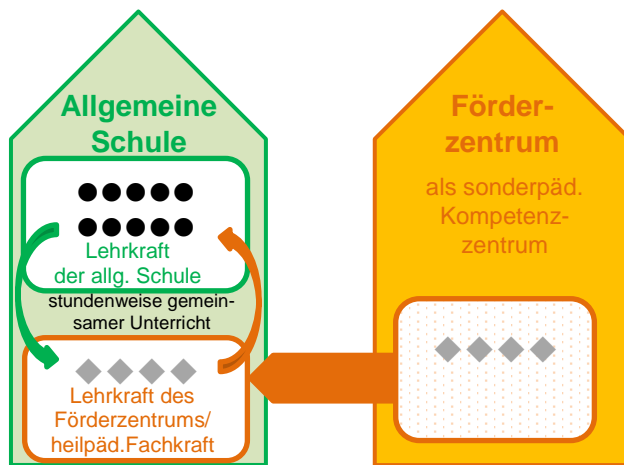 Allgemeine
Schule
Lehrkraft
der allg. Schule
stundenweise gemein-
samer Unterricht
Lehrkraft des
Förderzentrums/
heilpäd.Fachkraft
Förder-
zentrum
als sonderpäd.
Kompetenz-
zentrum